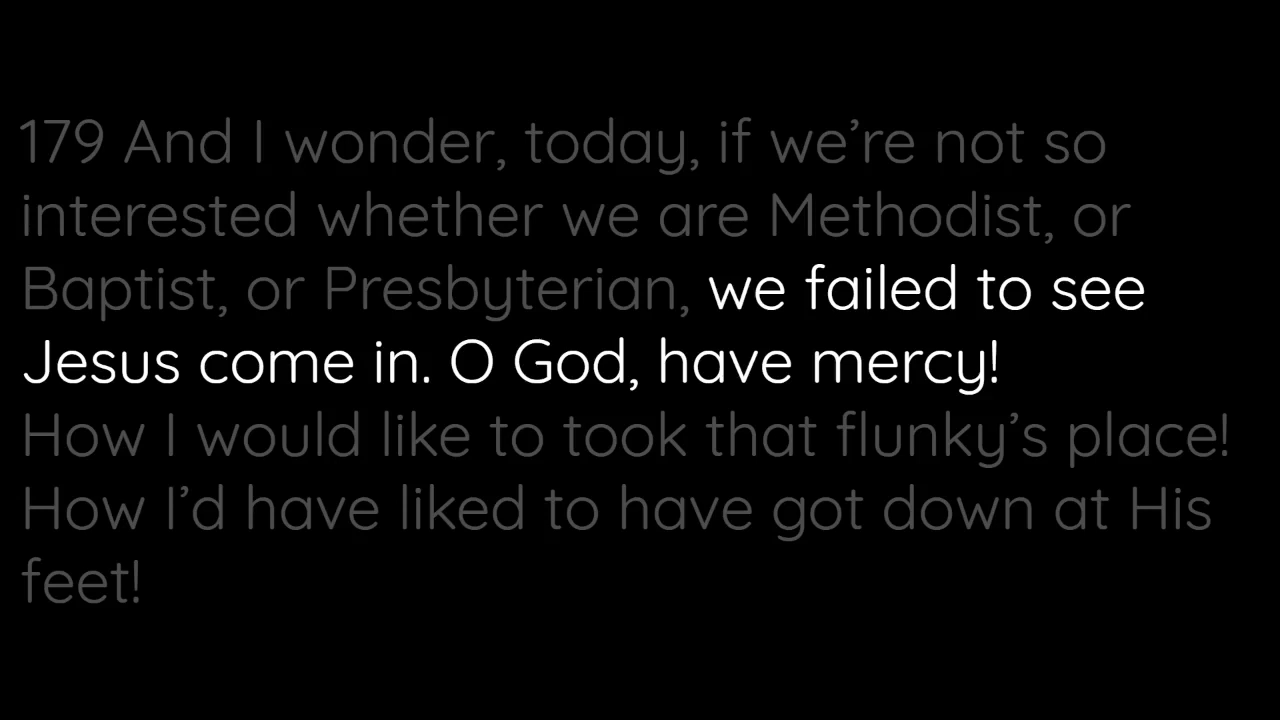 179 And I wonder, today, if we’re not so
interested whether we are Methodist, or
Baptist, or Presbyterian, we failed to see
Jesus come in. O God, have mercy!
How I would like to took that flunky’s place!
How I’d have liked to have got down at His
feet!